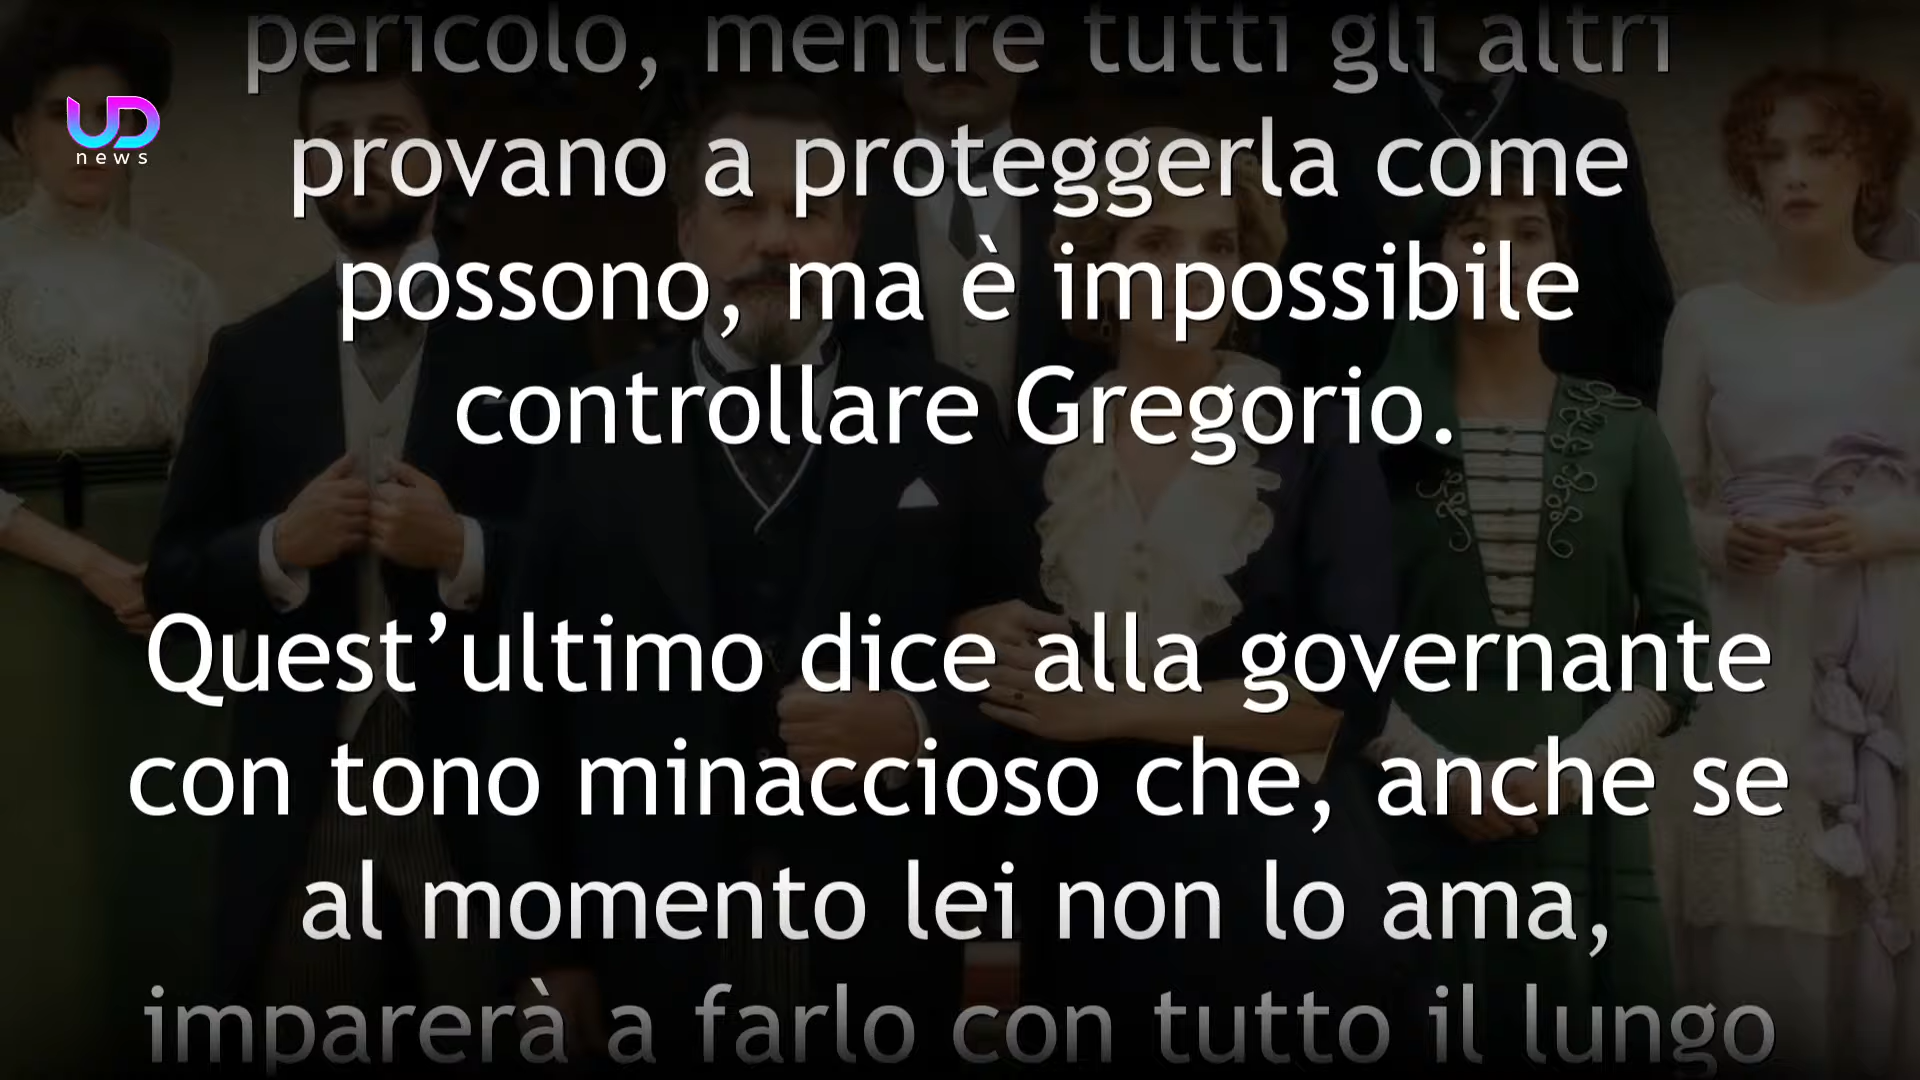 pericolo, mentre tutti gli altri
UD
news
provano a proteggerla come
possono, ma è impossibile
controllare Gregorio.
Quest’ultimo dice alla governante
con tono minaccioso che, anche se
al momento lei non lo ama,
imparerà a farlo con tutto il lungo